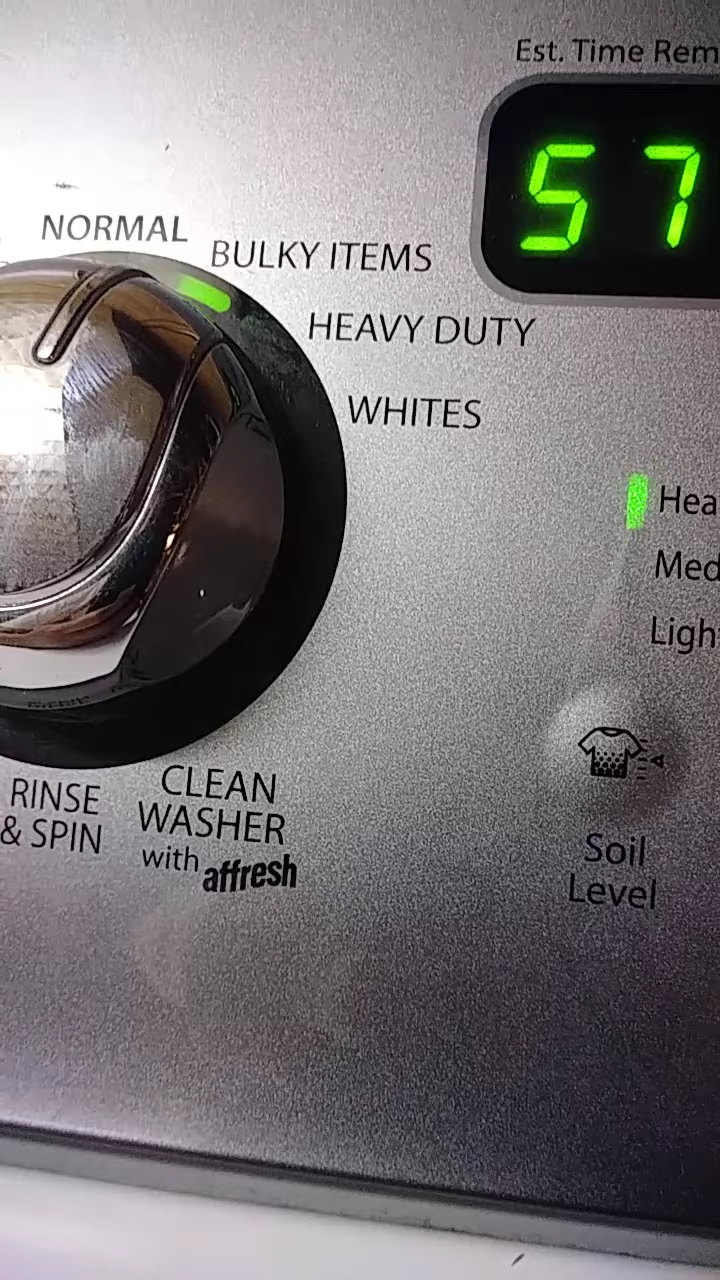 Est. Time Rem
57
NORMAL
BULKY ITEMS
HEAVY DUTY
WHITES
Hea
Med
Ligh
Soil
Level
RINSE
& SPIN
CLEAN
WASHER
with affresh